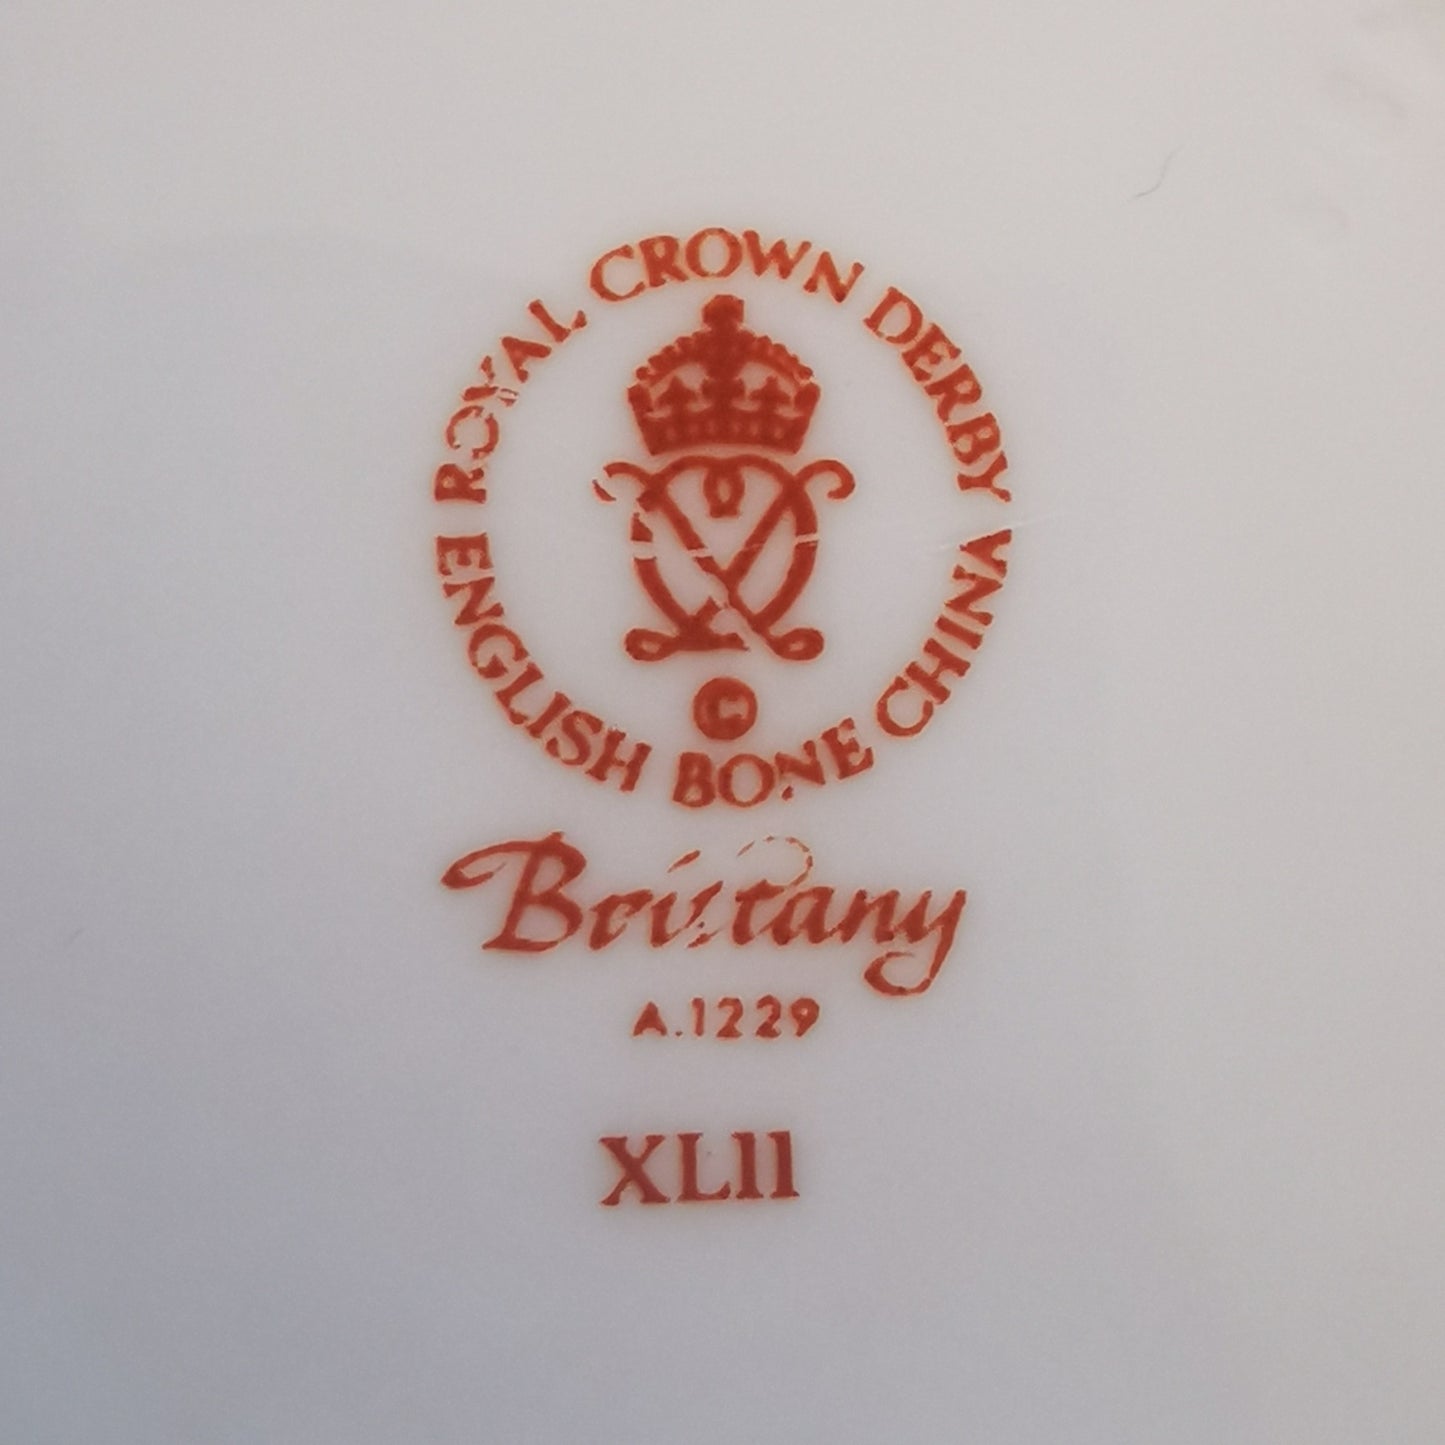 ROYAL CROWN DERBY
ENGLISH BONE CHINA
©
Brittany
A.1229
XLII